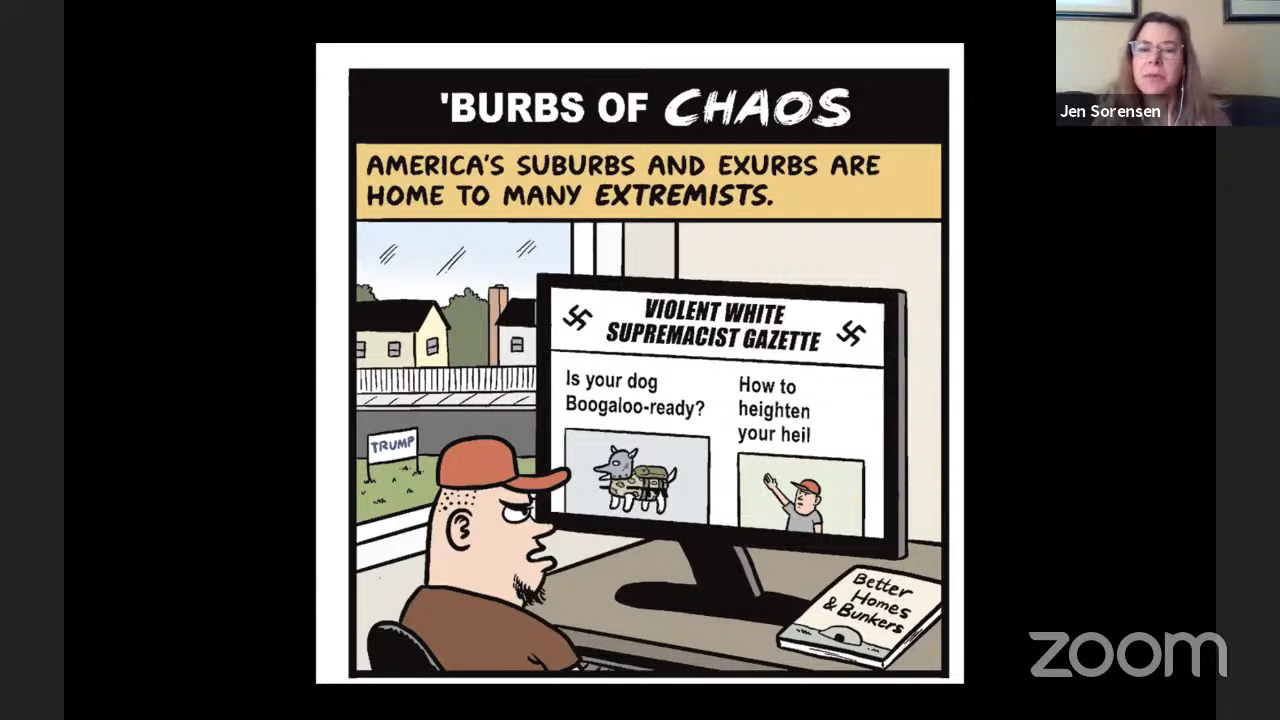 'BURBS OF CHAOS
AMERICA'S SUBURBS AND EXURBS ARE
HOME TO MANY EXTREMISTS.
VIOLENT WHITE
SUPREMACIST GAZETTE
Is your dog
Boogaloo-ready?
How to
heighten
your heil
TRUMP
Better
Homes
& Bunkers
Jen Sorensen
zoom